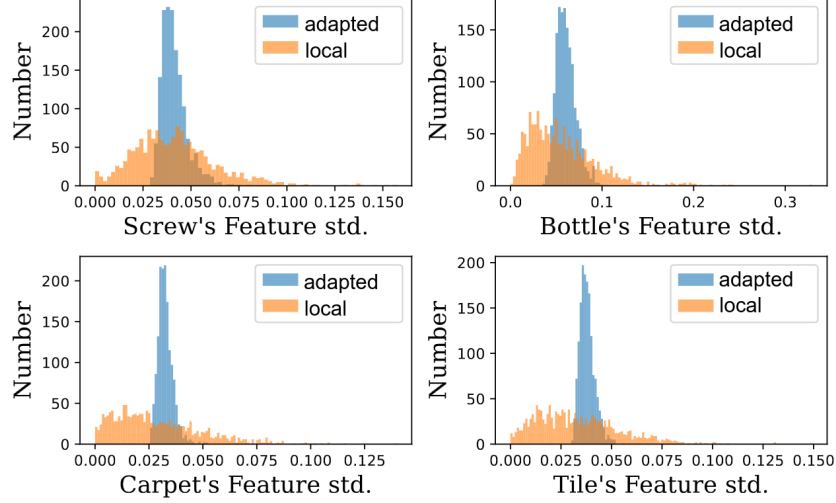 adapted
local
Number
200
150
100
50
0
0.000 0.025 0.050 0.075 0.100 0.125 0.150
Screw's Feature std.
adapted
local
Number
150
100
50
0
0.0 0.1 0.2 0.3
Bottle's Feature std.
adapted
local
Number
200
150
100
50
0
0.000 0.025 0.050 0.075 0.100 0.125
Carpet's Feature std.
adapted
local
Number
200
150
100
50
0
0.000 0.025 0.050 0.075 0.100 0.125 0.150
Tile's Feature std.